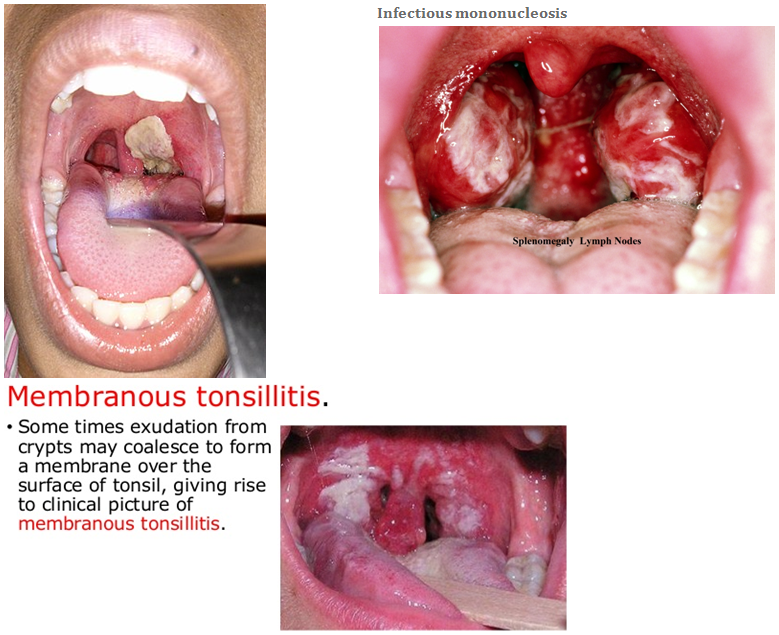 Infectious mononucleosis
Splenomegaly  Lymph Nodes
Membranous tonsillitis.
• Some times exudation from
crypts may coalesce to form
a membrane over the
surface of tonsil, giving rise
to clinical picture of
membranous tonsillitis.